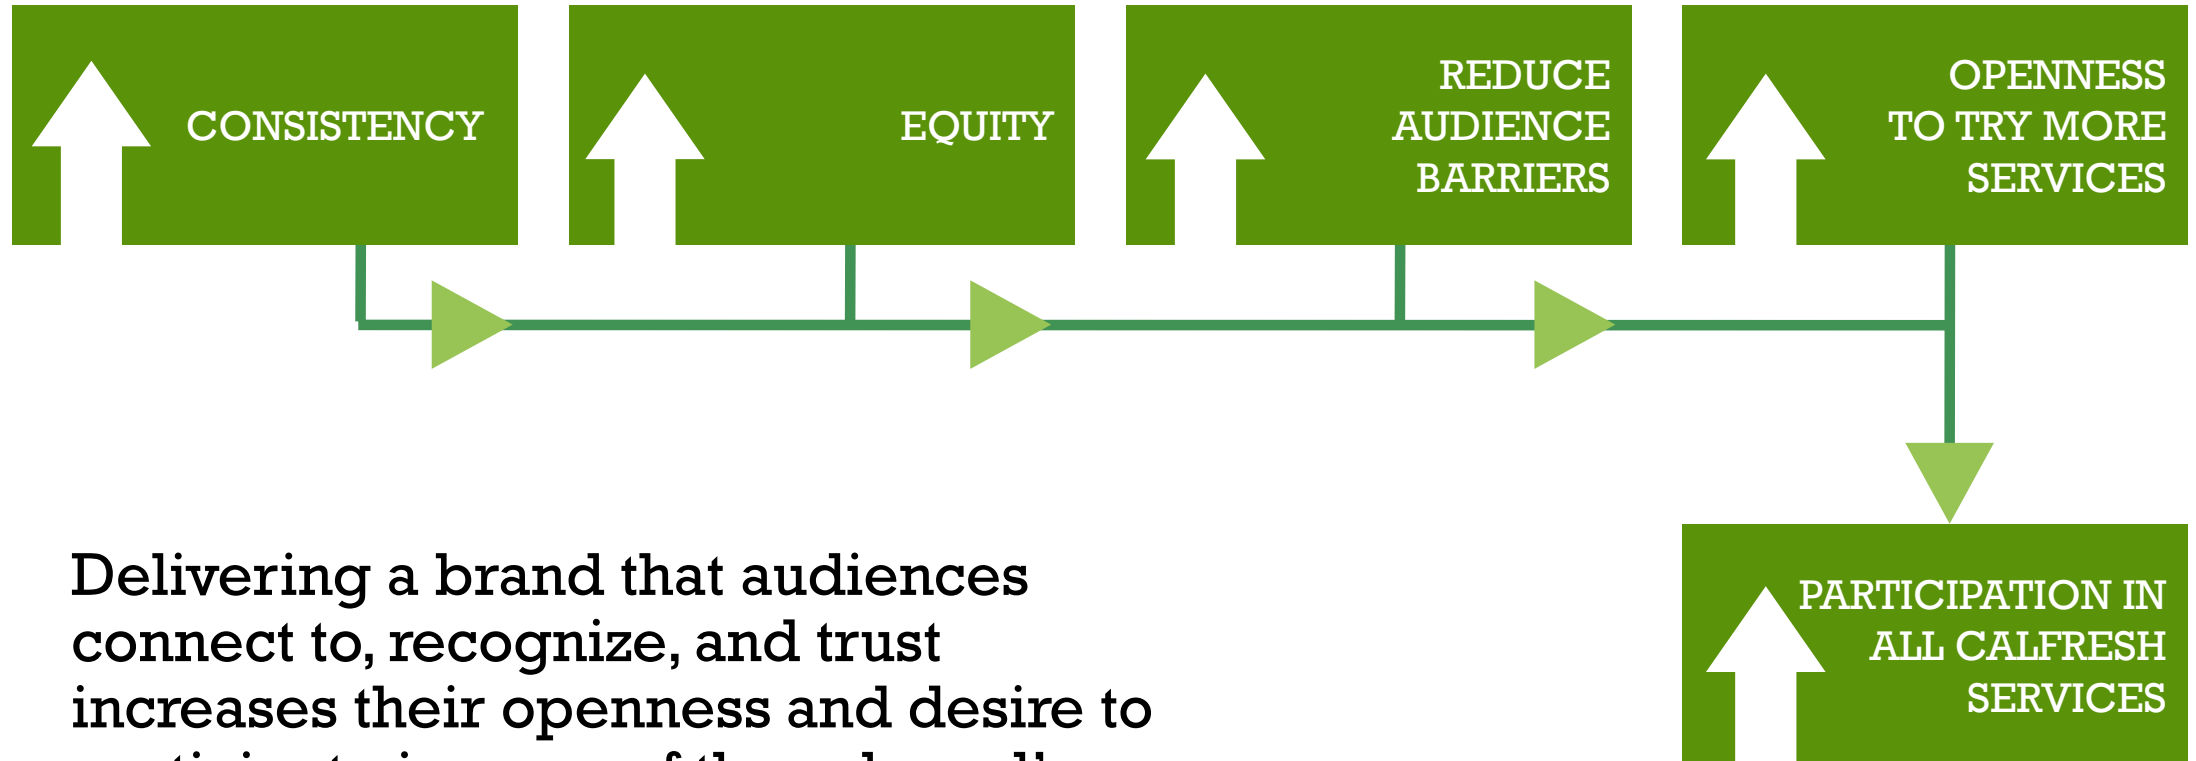 CONSISTENCY
EQUITY
REDUCE
AUDIENCE
BARRIERS
OPENNESS
TO TRY MORE
SERVICES
PARTICIPATION IN
ALL CALFRESH
SERVICES
Delivering a brand that audiences
connect to, recognize, and trust
increases their openness and desire to